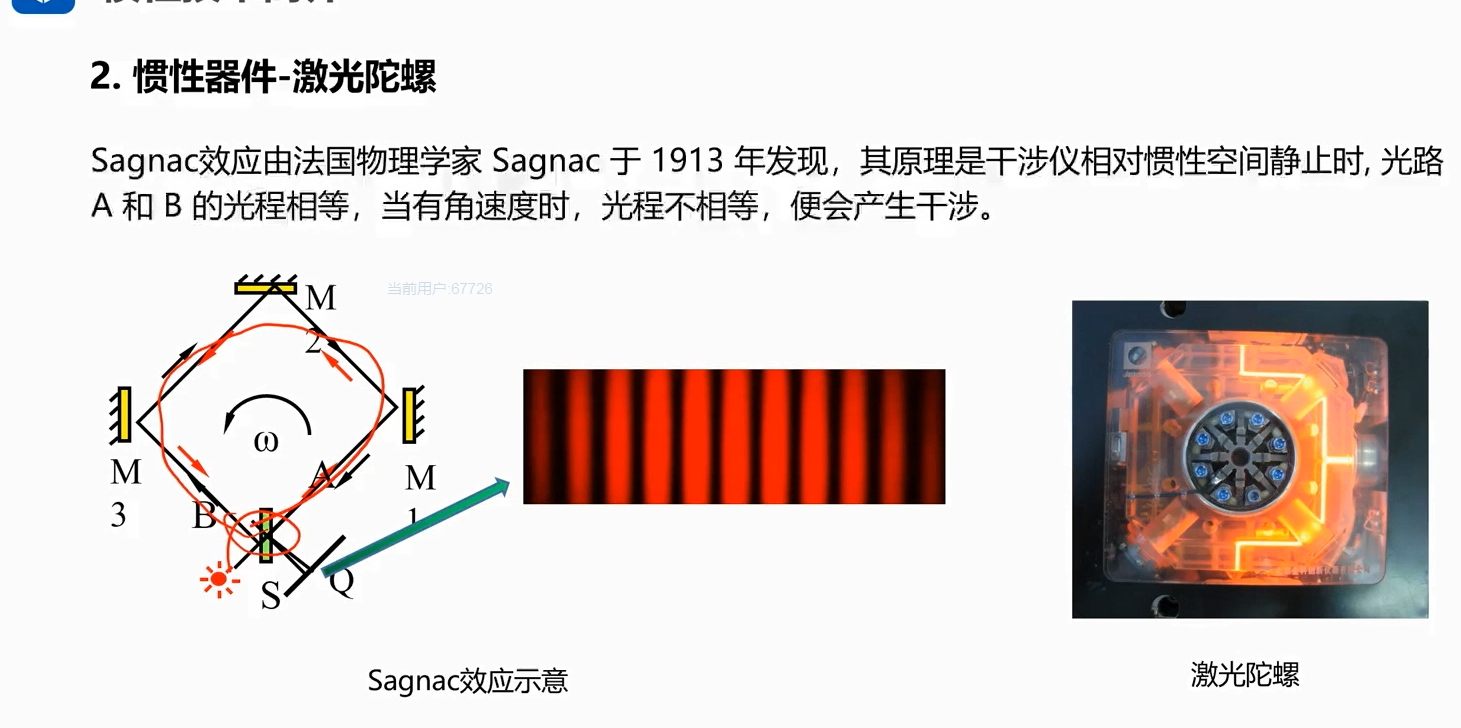 2. 惯性器件-激光陀螺
Sagnac效应由法国物理学家 Sagnac 于 1913 年发现，其原理是干涉仪相对惯性空间静止时, 光路
A 和 B 的光程相等，当有角速度时，光程不相等，便会产生干涉。
当前用户:67726
M
2
ω
M
3
A
M
1
B
S
Q
Sagnac效应示意
激光陀螺